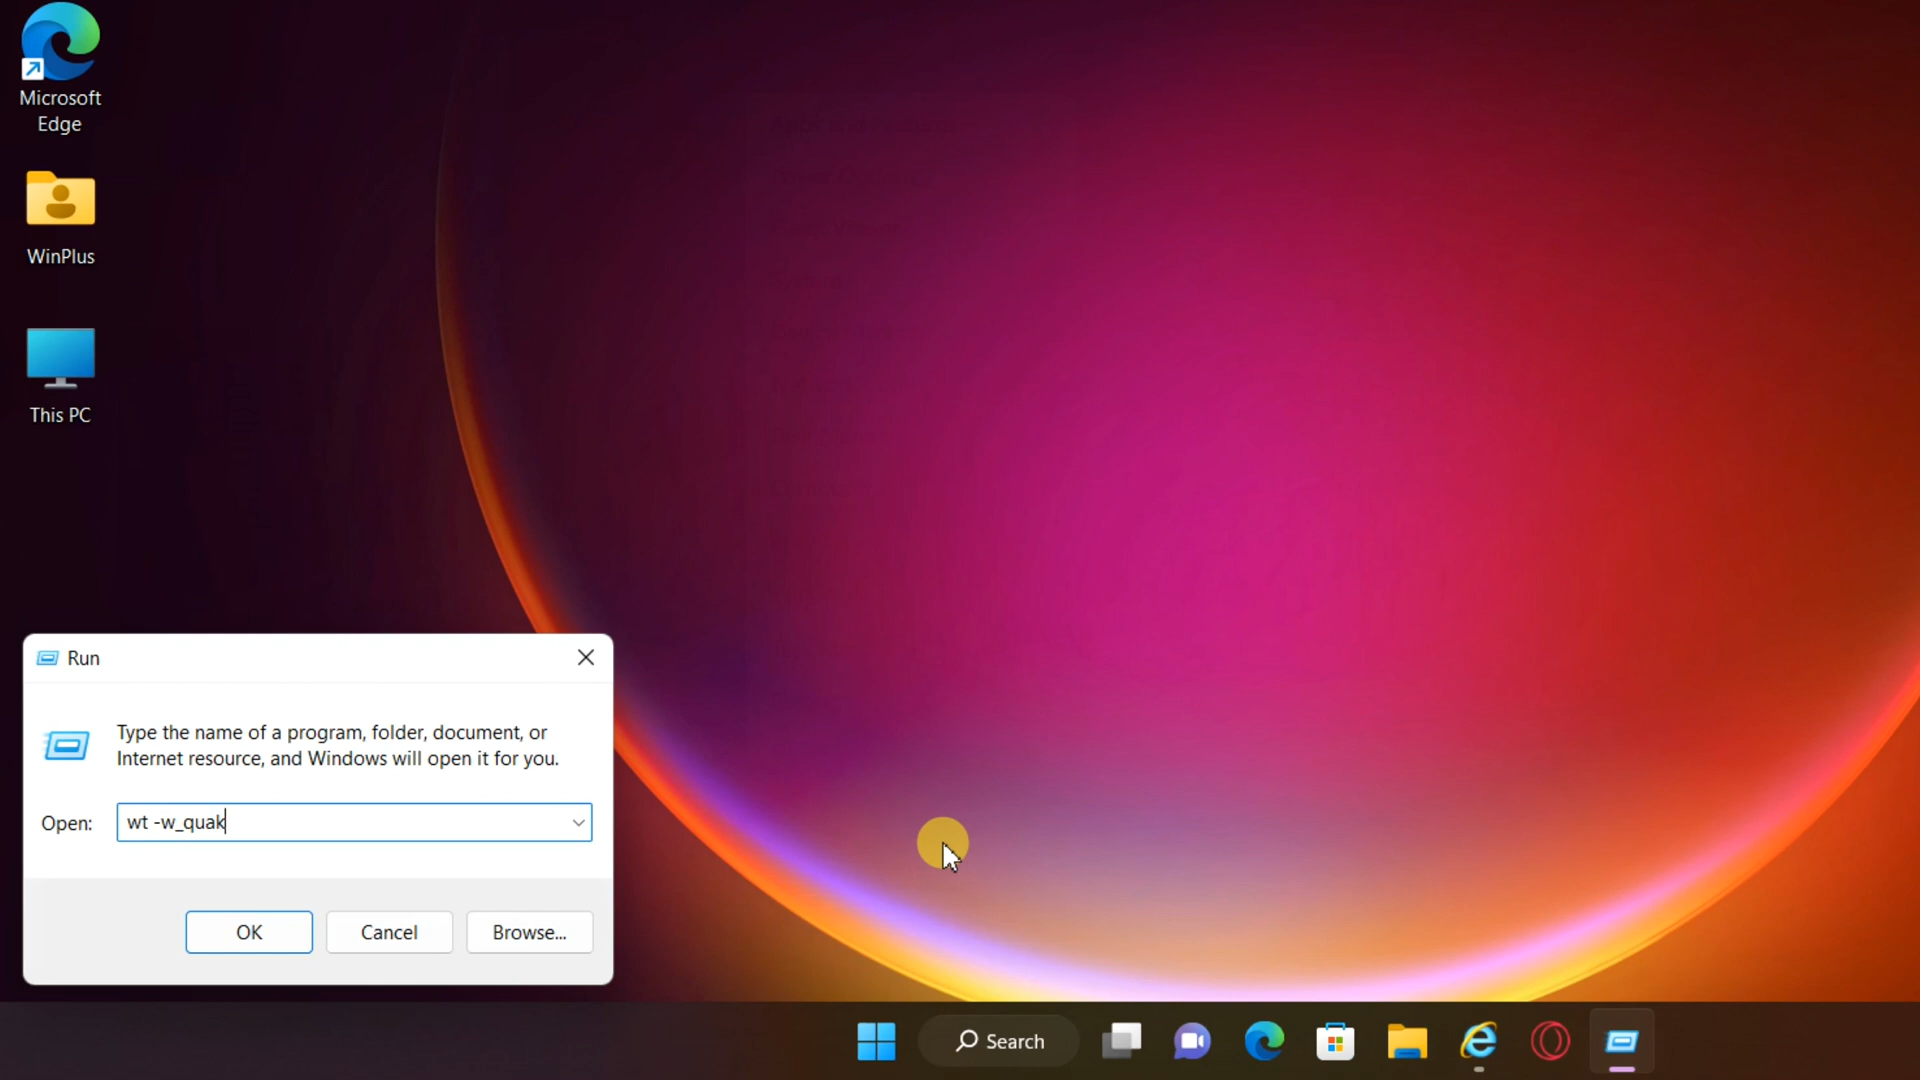 Microsoft
Edge
WinPlus
This PC
Run
Type the name of a program, folder, document, or
Internet resource, and Windows will open it for you.
Open:
wt -w_quak
OK
Cancel
Browse...
Search